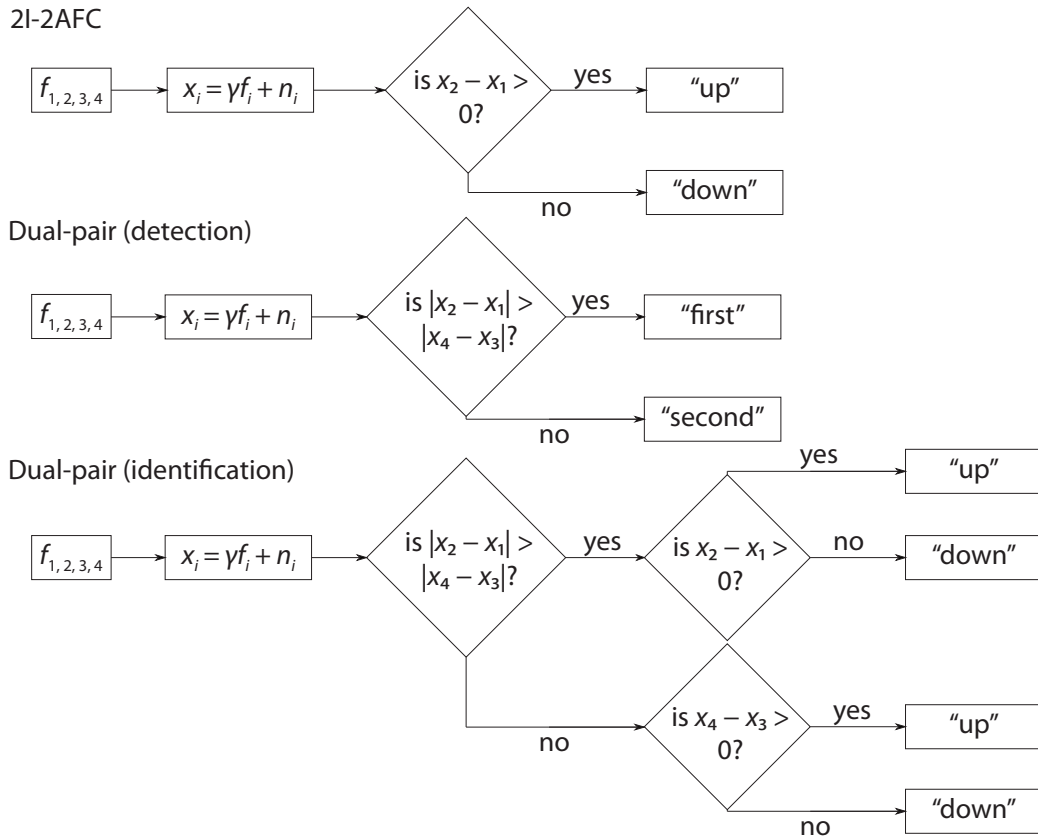 2I-2AFC
f1, 2, 3, 4
xi = γfi + ni
is x2 − x1 >
0?
yes
“up”
no
“down”
Dual-pair (detection)
f1, 2, 3, 4
xi = γfi + ni
is |x2 − x1| >
|x4 − x3|?
yes
“first”
no
“second”
Dual-pair (identification)
f1, 2, 3, 4
xi = γfi + ni
is |x2 − x1| >
|x4 − x3|?
yes
is x2 − x1 >
0?
yes
“up”
no
“down”
no
is x4 − x3 >
0?
yes
“up”
no
“down”